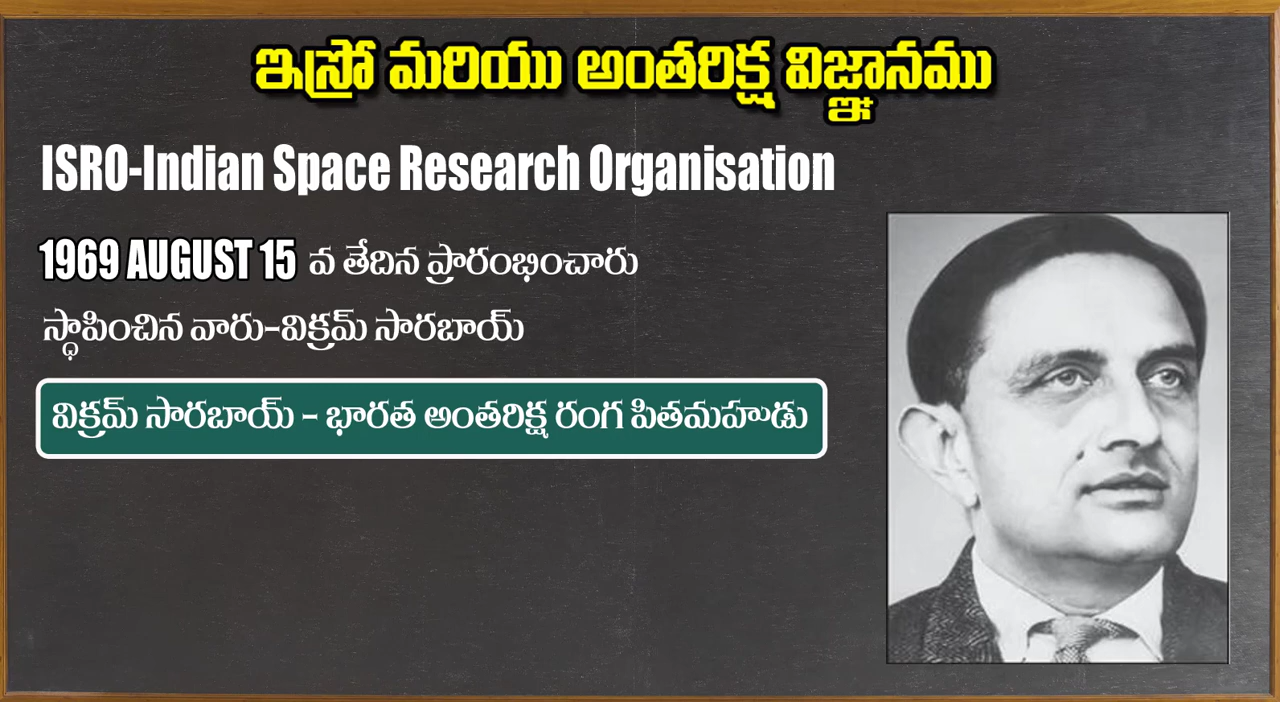 ఇస్రో మరియు అంతరిక్ష విజ్ఞానము
ISRO-Indian Space Research Organisation
1969 AUGUST 15 వ తేదిన ప్రారంభించారు
స్ధాపించిన వారు-విక్రమ్ సారబాయ్
విక్రమ్ సారబాయ్ - భారత అంతరిక్ష రంగ పితమహుడు